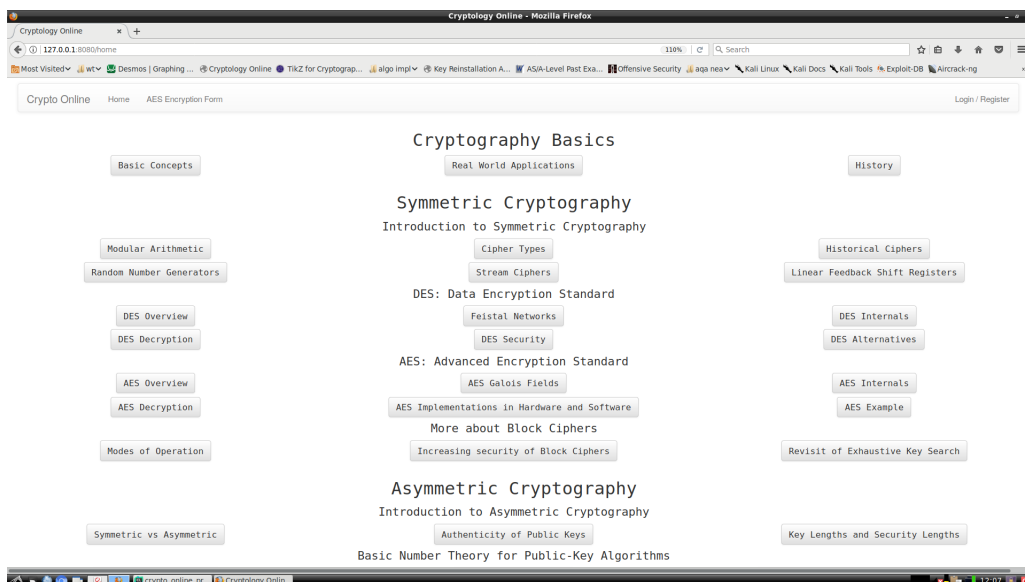 Cryptology Online - Mozilla Firefox
Cryptology Online × +
127.0.0.1:8080/home 110% Search
Most Visited wt Desmos | Graphing ... Cryptology Online TikZ for Cryptograp... algo impl Key Reinstallation A... AS/A-Level Past Exa... Offensive Security aqa nea Kali Linux Kali Docs Kali Tools Exploit-DB Aircrack-ng
Crypto Online Home AES Encryption Form Login / Register
Cryptography Basics
Basic Concepts Real World Applications History
Symmetric Cryptography
Introduction to Symmetric Cryptography
Modular Arithmetic Cipher Types Historical Ciphers
Random Number Generators Stream Ciphers Linear Feedback Shift Registers
DES: Data Encryption Standard
DES Overview Feistal Networks DES Internals
DES Decryption DES Security DES Alternatives
AES: Advanced Encryption Standard
AES Overview AES Galois Fields AES Internals
AES Decryption AES Implementations in Hardware and Software AES Example
More about Block Ciphers
Modes of Operation Increasing security of Block Ciphers Revisit of Exhaustive Key Search
Asymmetric Cryptography
Introduction to Asymmetric Cryptography
Symmetric vs Asymmetric Authenticity of Public Keys Key Lengths and Security Lengths
Basic Number Theory for Public-Key Algorithms
crypto_online_pr Cryptology Onlin 12:07